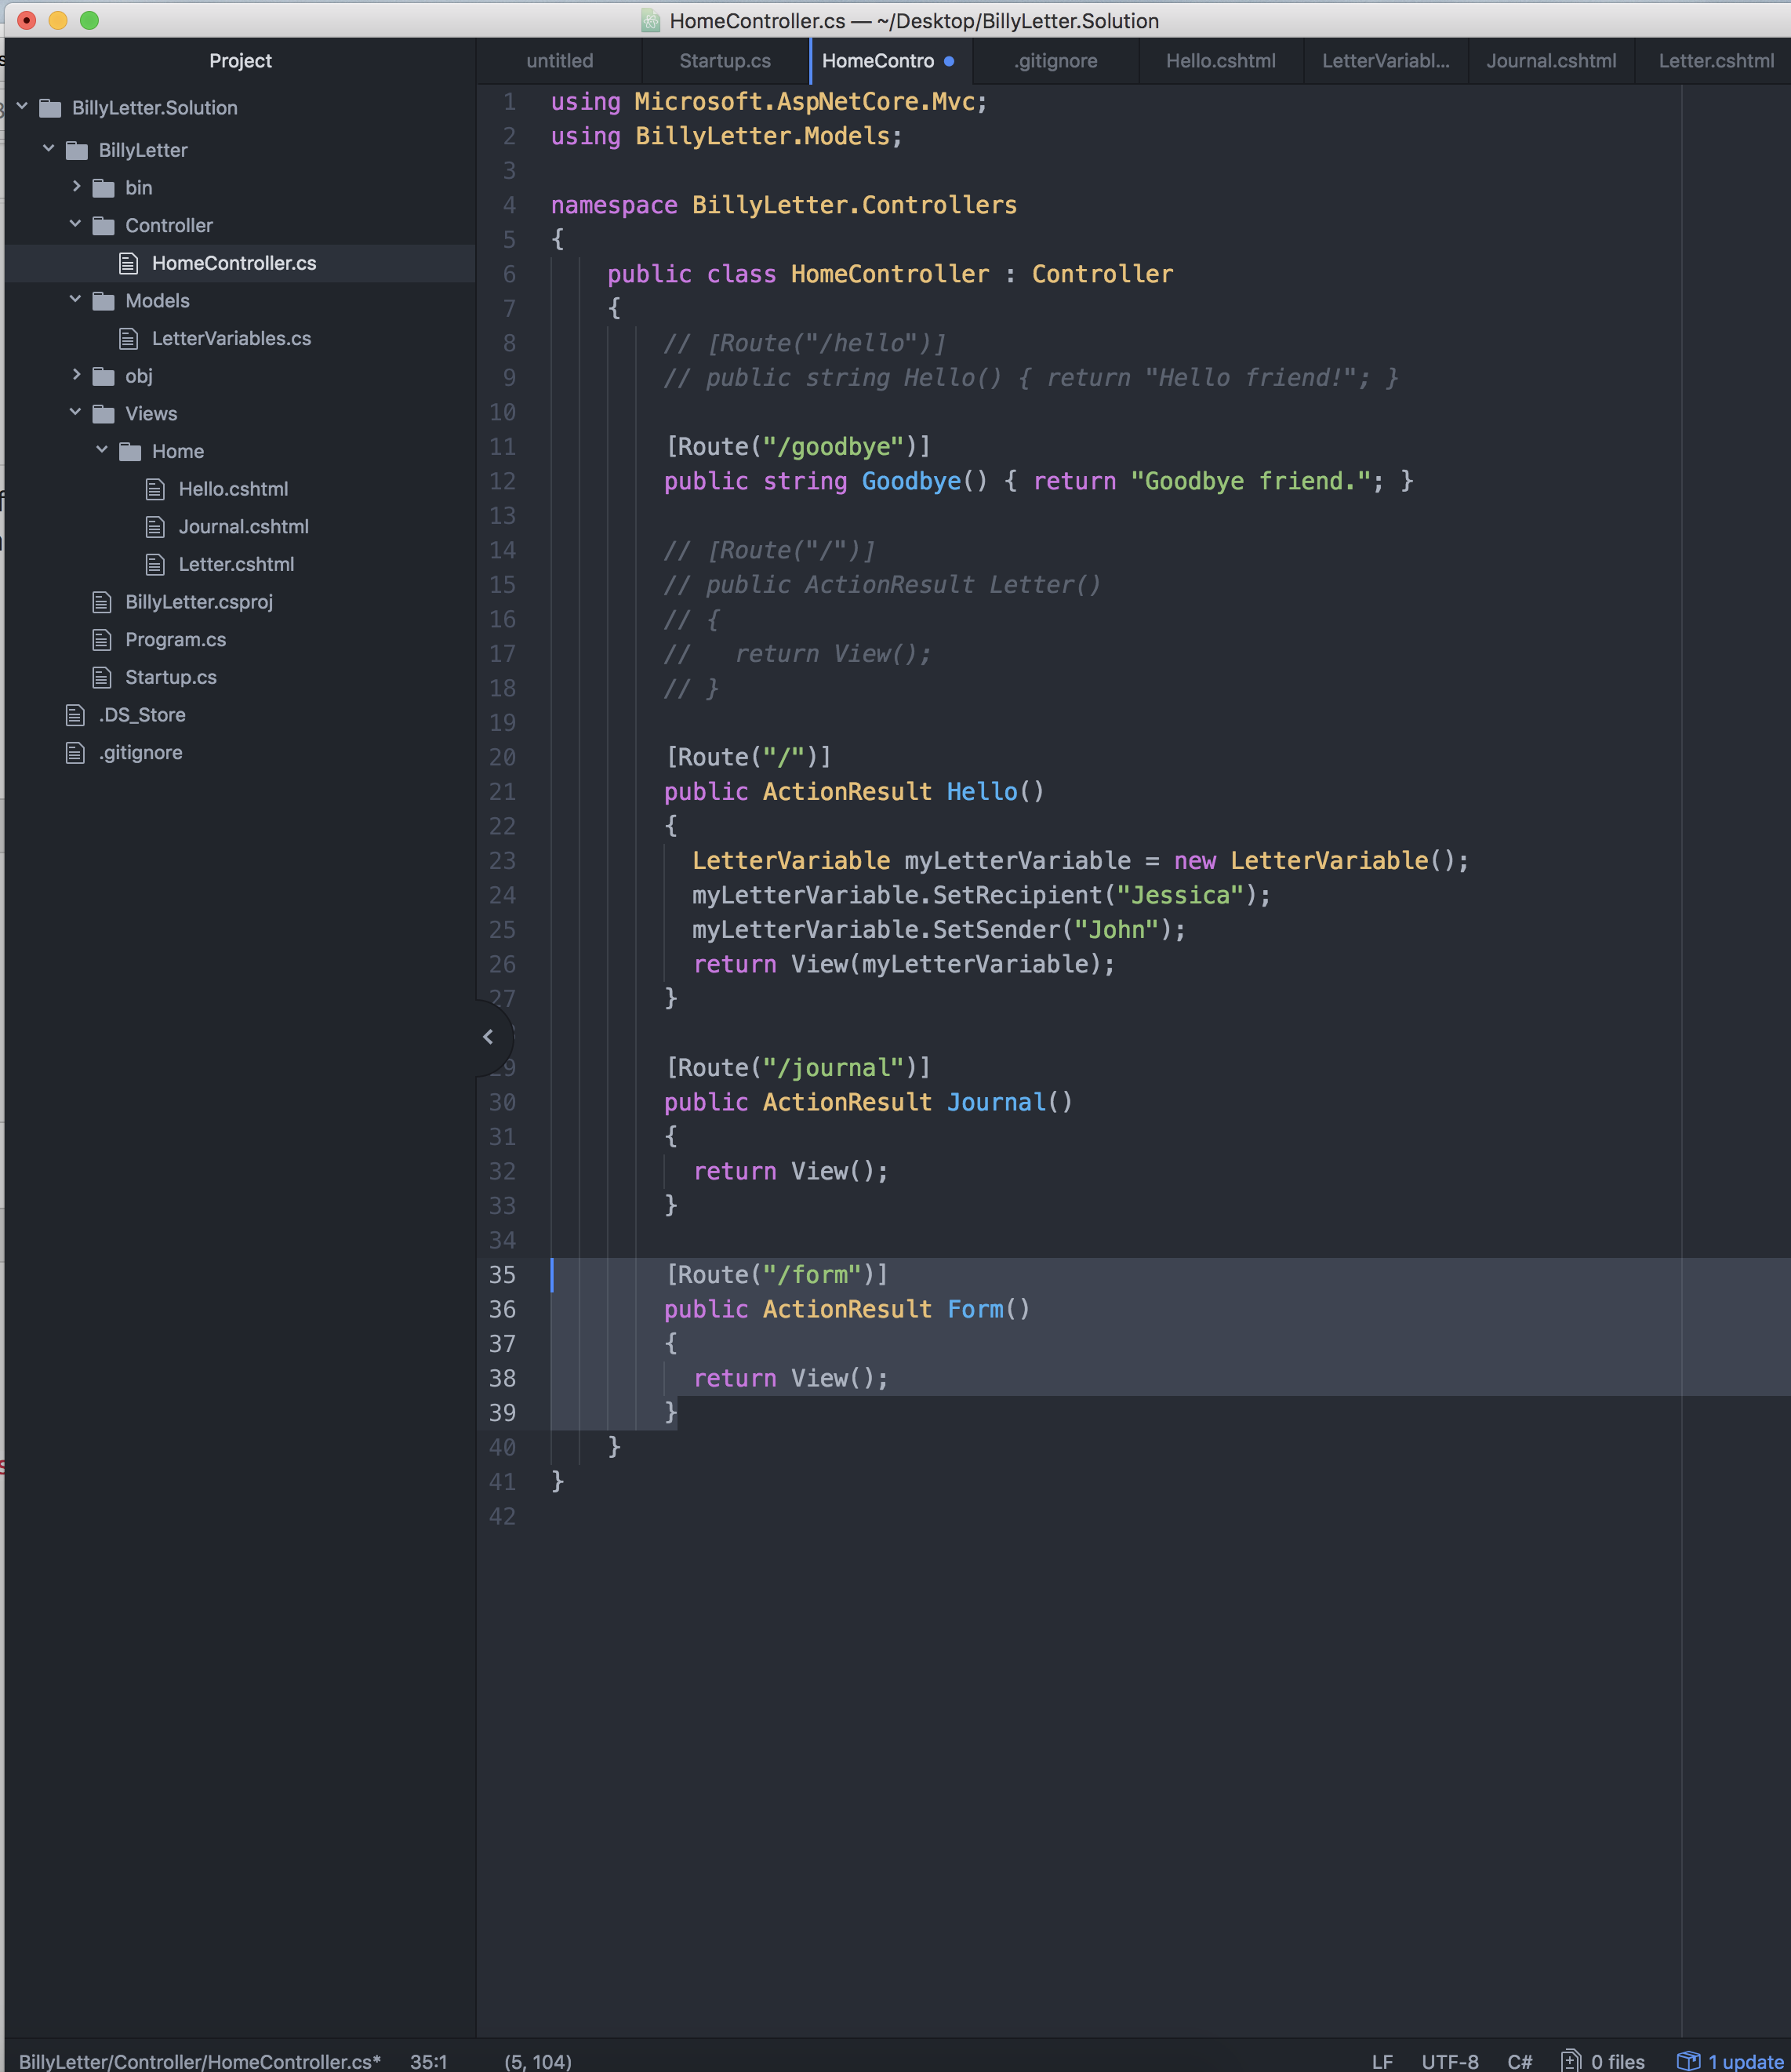 HomeController.cs — ~/Desktop/BillyLetter.Solution
Project
untitled
Startup.cs
HomeContro
.gitignore
Hello.cshtml
LetterVariabl...
Journal.cshtml
Letter.cshtml
BillyLetter.Solution
BillyLetter
bin
Controller
HomeController.cs
Models
LetterVariables.cs
obj
Views
Home
Hello.cshtml
Journal.cshtml
Letter.cshtml
BillyLetter.csproj
Program.cs
Startup.cs
.DS_Store
.gitignore
1 using Microsoft.AspNetCore.Mvc;
2 using BillyLetter.Models;
3
4 namespace BillyLetter.Controllers
5 {
6 public class HomeController : Controller
7 {
8 // [Route("/hello")]
9 // public string Hello() { return "Hello friend!"; }
10
11 [Route("/goodbye")]
12 public string Goodbye() { return "Goodbye friend."; }
13
14 // [Route("/")]
15 // public ActionResult Letter()
16 // {
17 //   return View();
18 // }
19
20 [Route("/")]
21 public ActionResult Hello()
22 {
23 LetterVariable myLetterVariable = new LetterVariable();
24 myLetterVariable.SetRecipient("Jessica");
25 myLetterVariable.SetSender("John");
26 return View(myLetterVariable);
27 }
29 [Route("/journal")]
30 public ActionResult Journal()
31 {
32 return View();
33 }
34
35 [Route("/form")]
36 public ActionResult Form()
37 {
38 return View();
39 }
40 }
41 }
42
BillyLetter/Controller/HomeController.cs* 35:1 (5, 104) LF UTF-8 C# 0 files 1 update